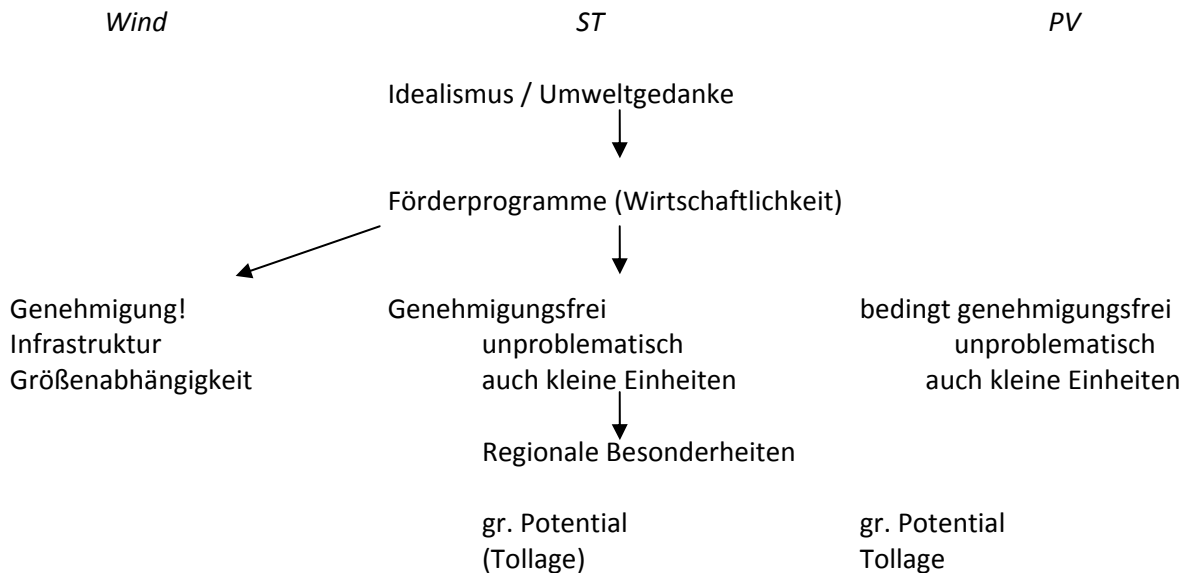 Wind ST PV
Idealismus / Umweltgedanke
Förderprogramme (Wirtschaftlichkeit)
Genehmigung! Genehmigungsfrei bedingt genehmigungsfrei
Infrastruktur unproblematisch unproblematisch
Größenabhängigkeit auch kleine Einheiten auch kleine Einheiten
Regionale Besonderheiten
gr. Potential gr. Potential
(Tollage) Tollage